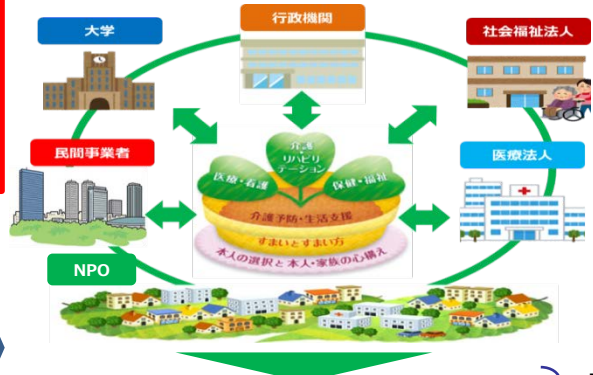 大学
行政機関
社会福祉法人
民間事業者
医療法人
介護
・
リハビリ
テーション
医療・看護
保健・福祉
介護予防・生活支援
すまいとすまい方
本人の選択と本人・家族の心構え
NPO